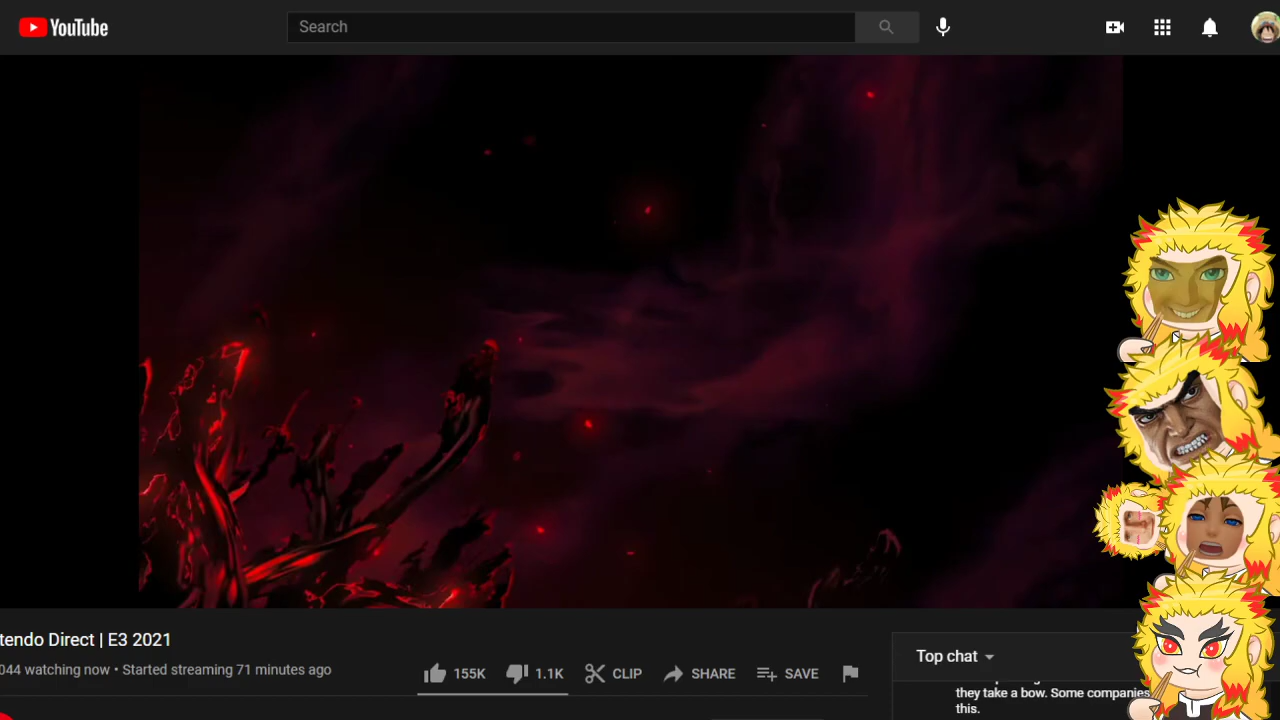 YouTube
Search
tendo Direct | E3 2021
044 watching now • Started streaming 71 minutes ago
155K
1.1K
CLIP
SHARE
SAVE
Top chat
they take a bow. Some companies
this.